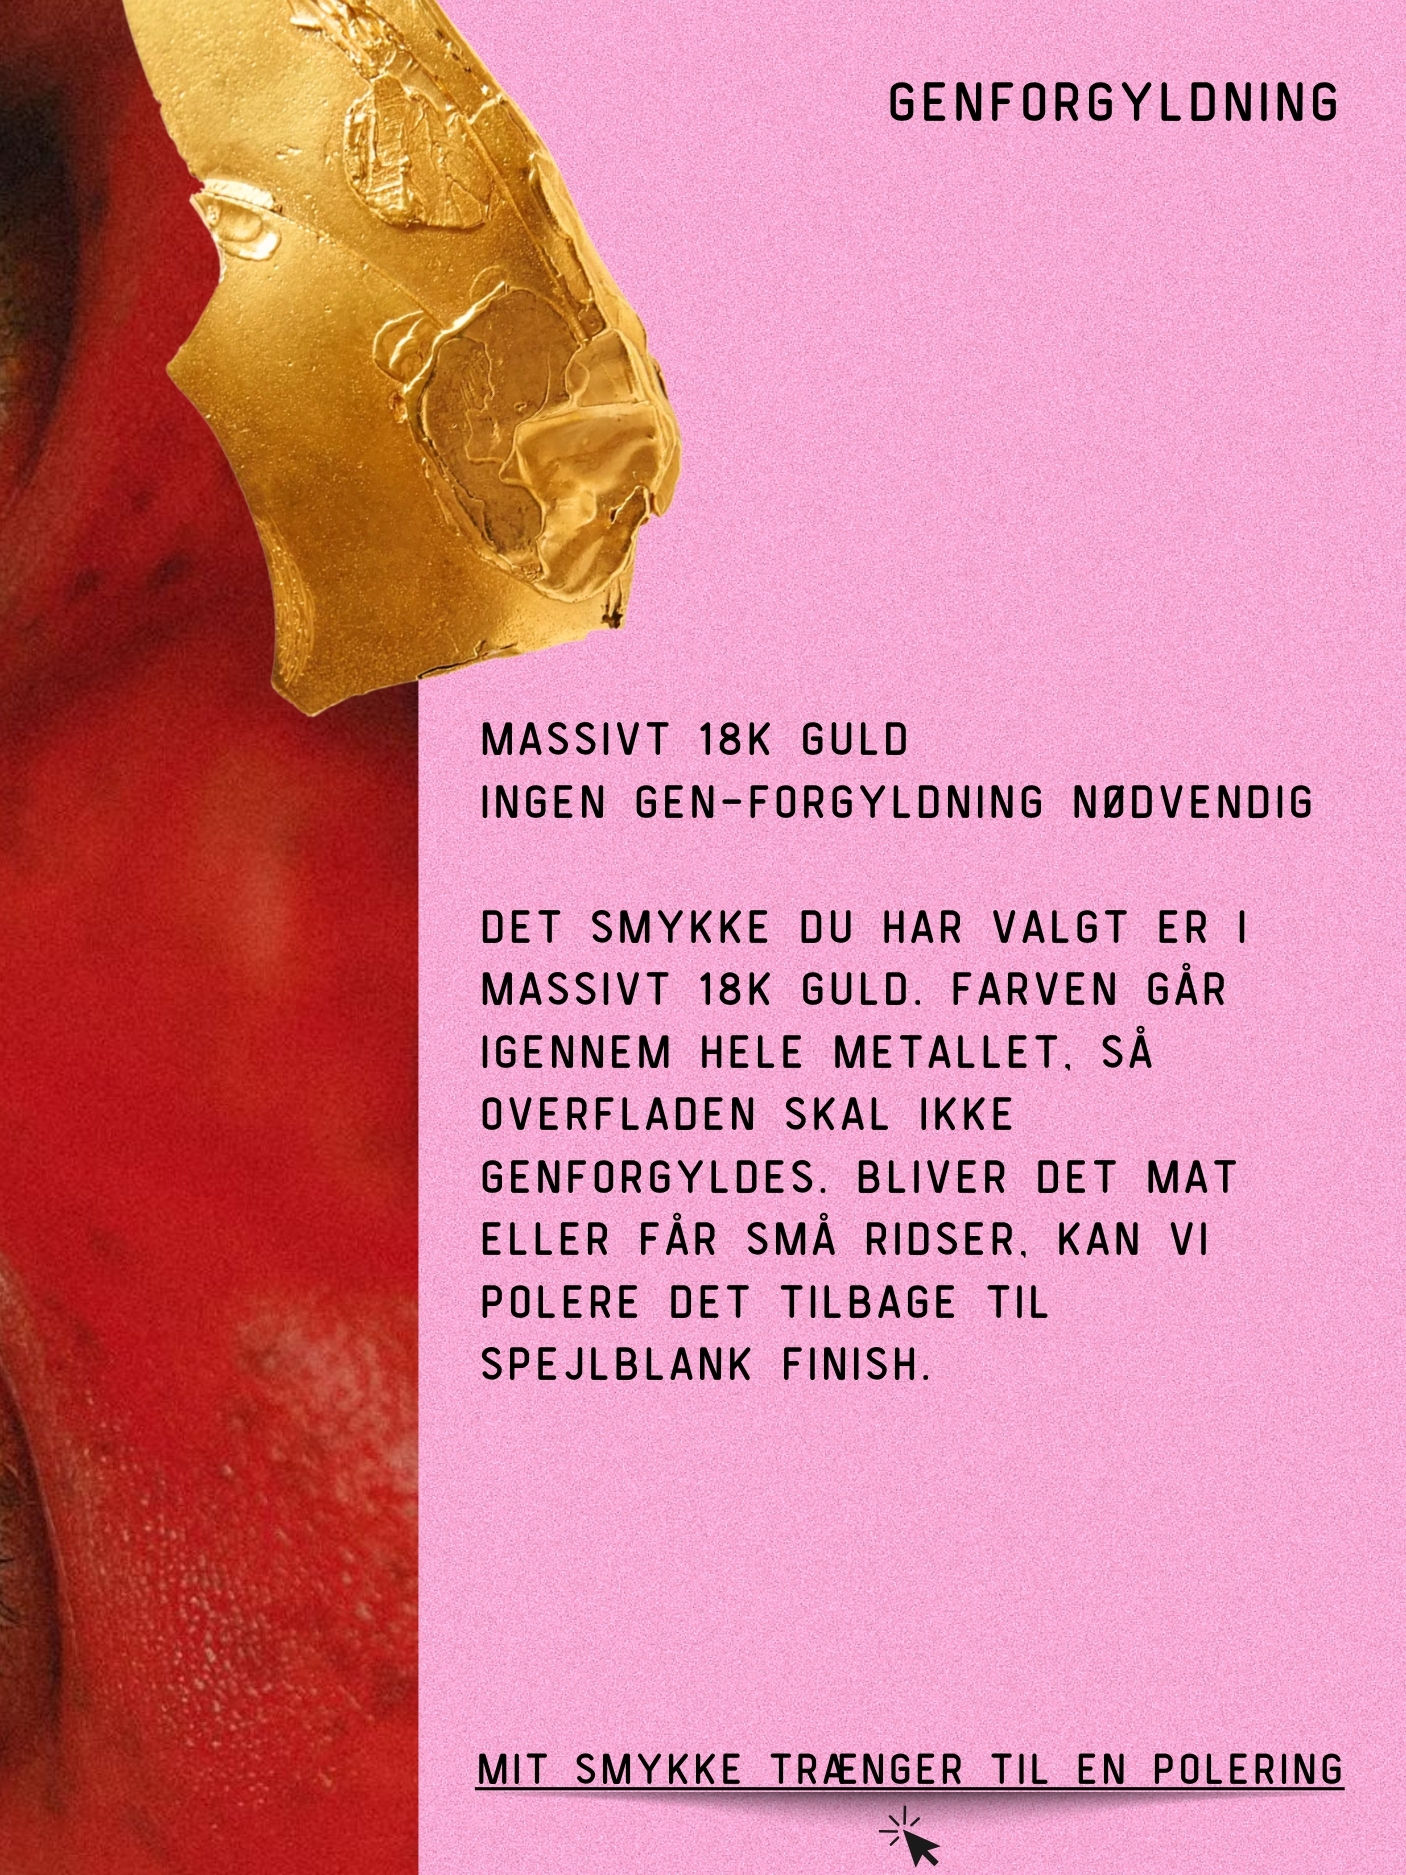 GENFORGYLDNING
MASSIVT 18K GULD
INGEN GEN-FORGYLDNING NØDVENDIG
DET SMYKKE DU HAR VALGT ER I
MASSIVT 18K GULD. FARVEN GÅR
IGENNEM HELE METALLET, SÅ
OVERFLADEN SKAL IKKE
GENFORGYLDES. BLIVER DET MAT
ELLER FÅR SMÅ RIDSER, KAN VI
POLERE DET TILBAGE TIL
SPEJLBLANK FINISH.
MIT SMYKKE TRÆNGER TIL EN POLERING